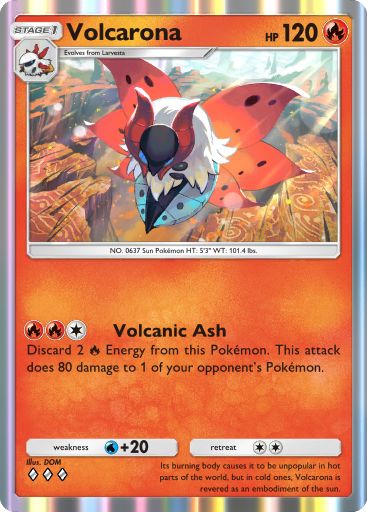 STAGE 1
Volcarona
HP 120
Evolves from Larvesta
NO. 0637 Sun Pokémon HT: 5'3" WT: 101.4 lbs.
Volcanic Ash
Discard 2 Energy from this Pokémon. This attack
does 80 damage to 1 of your opponent's Pokémon.
weakness +20
retreat
Illus. DOM
Its burning body causes it to be unpopular in hot
parts of the world, but in cold ones, Volcarona is
revered as an embodiment of the sun.